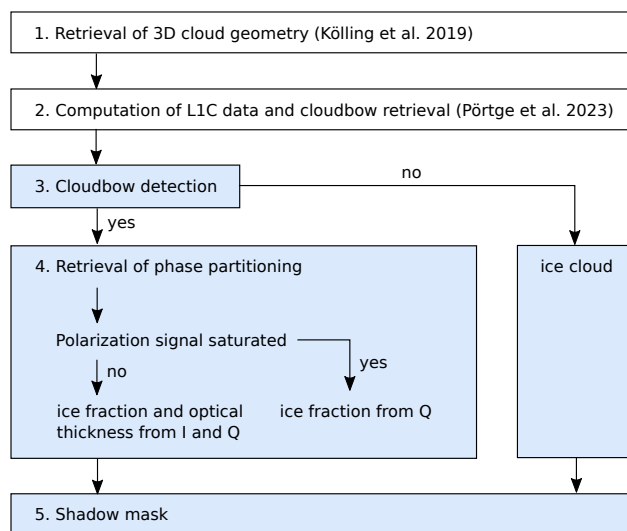 1. Retrieval of 3D cloud geometry (Kölling et al. 2019)
2. Computation of L1C data and cloudbow retrieval (Pörtge et al. 2023)
3. Cloudbow detection
no
yes
4. Retrieval of phase partitioning
ice cloud
Polarization signal saturated
no
yes
ice fraction and optical
thickness from I and Q
ice fraction from Q
5. Shadow mask